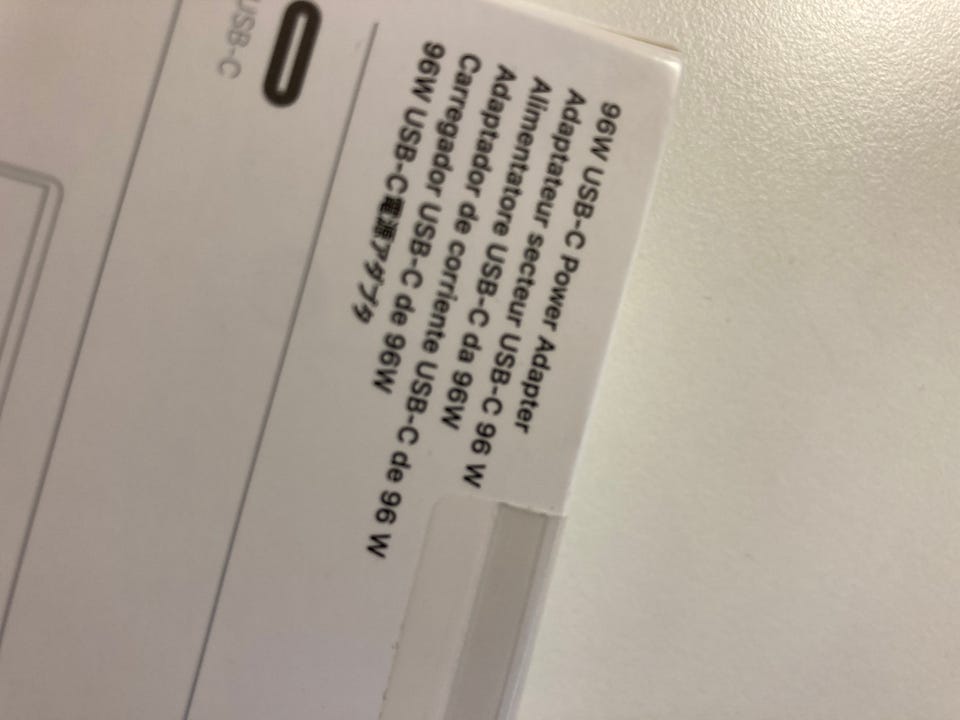 96W USB-C Power Adapter
Adaptateur secteur USB-C 96 W
Alimentatore USB-C da 96W
Adaptador de corriente USB-C de 96 W
Carregador USB-C de 96W
96W USB-C電源アダプタ
USB-C